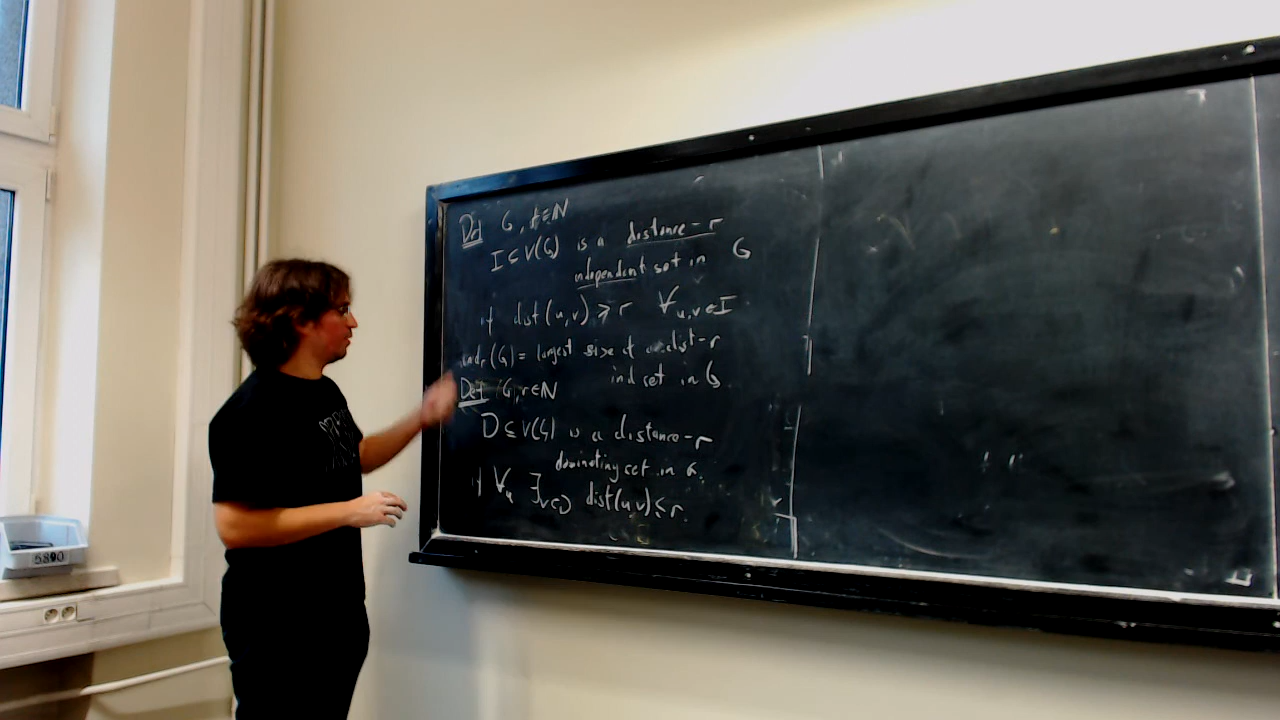 Def G, r∈N
I ⊆ V(G) is a distance-r
independent set in G
if dist(u,v) ⩾ r ∀u,v∈I
indᵣ(G) = largest size of a dist-r
ind set in G
Def G, r∈N
D ⊆ V(G) is a distance-r
dominating set in G.
if ∀u ∃v∈D dist(u,v) ≤ r.
5890